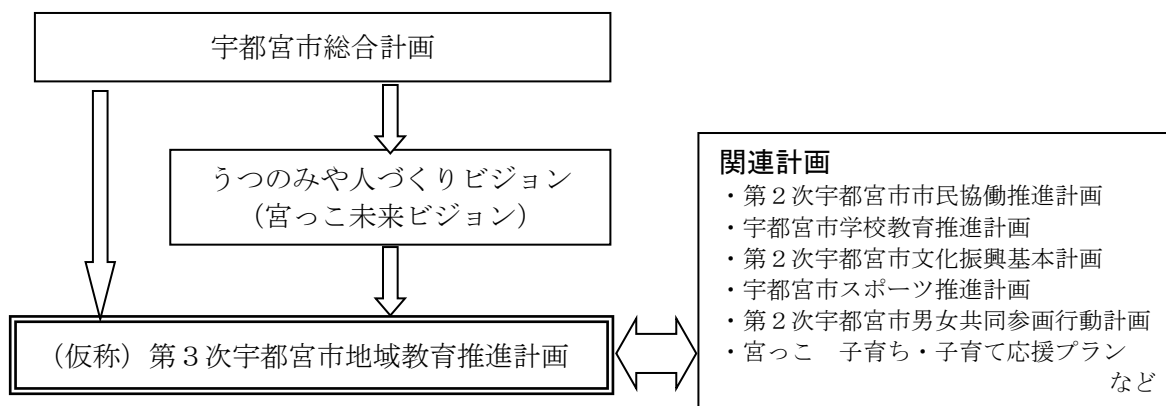 宇都宮市総合計画
うつのみや人づくりビジョン
（宮っこ未来ビジョン）
（仮称）第３次宇都宮市地域教育推進計画
関連計画
・第２次宇都宮市市民協働推進計画
・宇都宮市学校教育推進計画
・第２次宇都宮市文化振興基本計画
・宇都宮市スポーツ推進計画
・第２次宇都宮市男女共同参画行動計画
・宮っこ　子育ち・子育て応援プラン
など